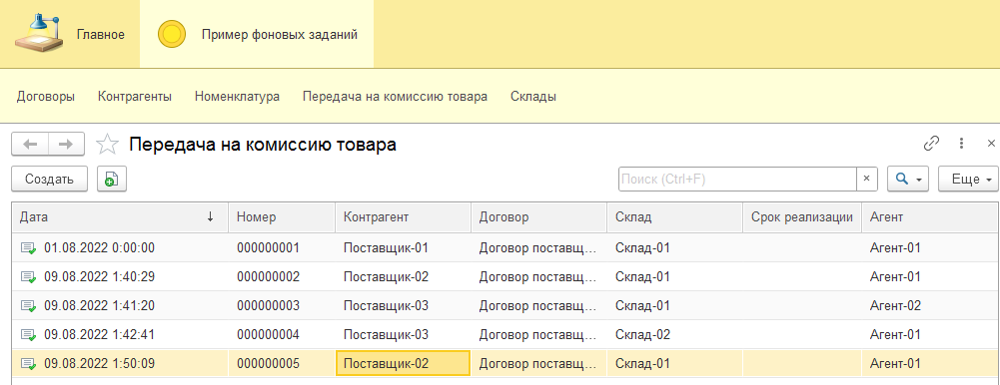 Главное Пример фоновых заданий
Договоры Контрагенты Номенклатура Передача на комиссию товара Склады
Передача на комиссию товара
Создать Поиск (Ctrl+F) × Еще
Дата ↓ Номер Контрагент Договор Склад Срок реализации Агент
01.08.2022 0:00:00 000000001 Поставщик-01 Договор поставщ... Склад-01 Агент-01
09.08.2022 1:40:29 000000002 Поставщик-02 Договор поставщ... Склад-01 Агент-01
09.08.2022 1:41:20 000000003 Поставщик-03 Договор поставщ... Склад-01 Агент-02
09.08.2022 1:42:41 000000004 Поставщик-03 Договор поставщ... Склад-02 Агент-01
09.08.2022 1:50:09 000000005 Поставщик-02 Договор поставщ... Склад-01 Агент-01